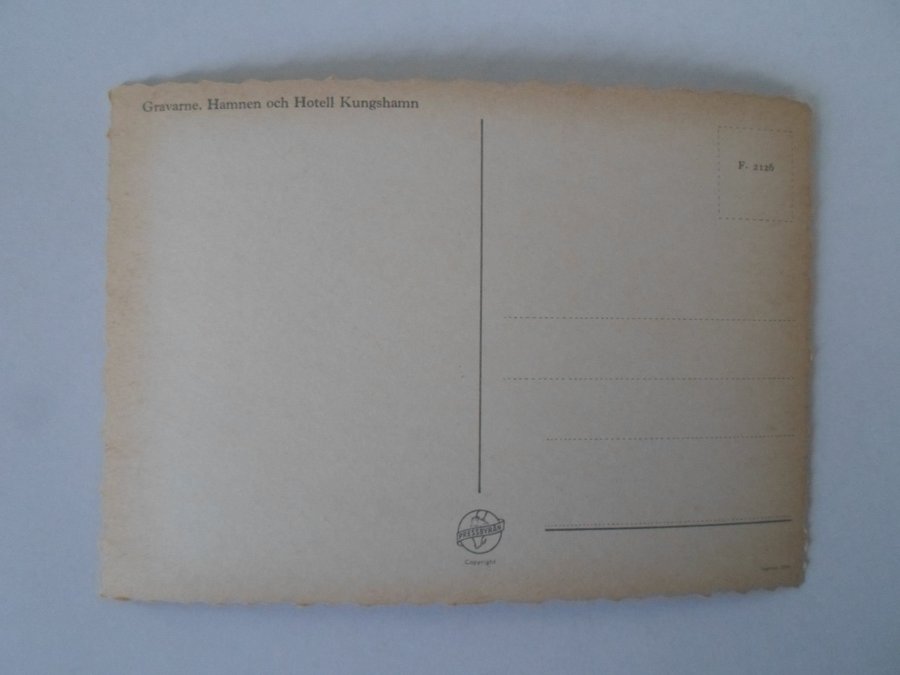 Gravarne. Hamnen och Hotell Kungshamn
F. 2126
PRESSBYRÅN
Copyright